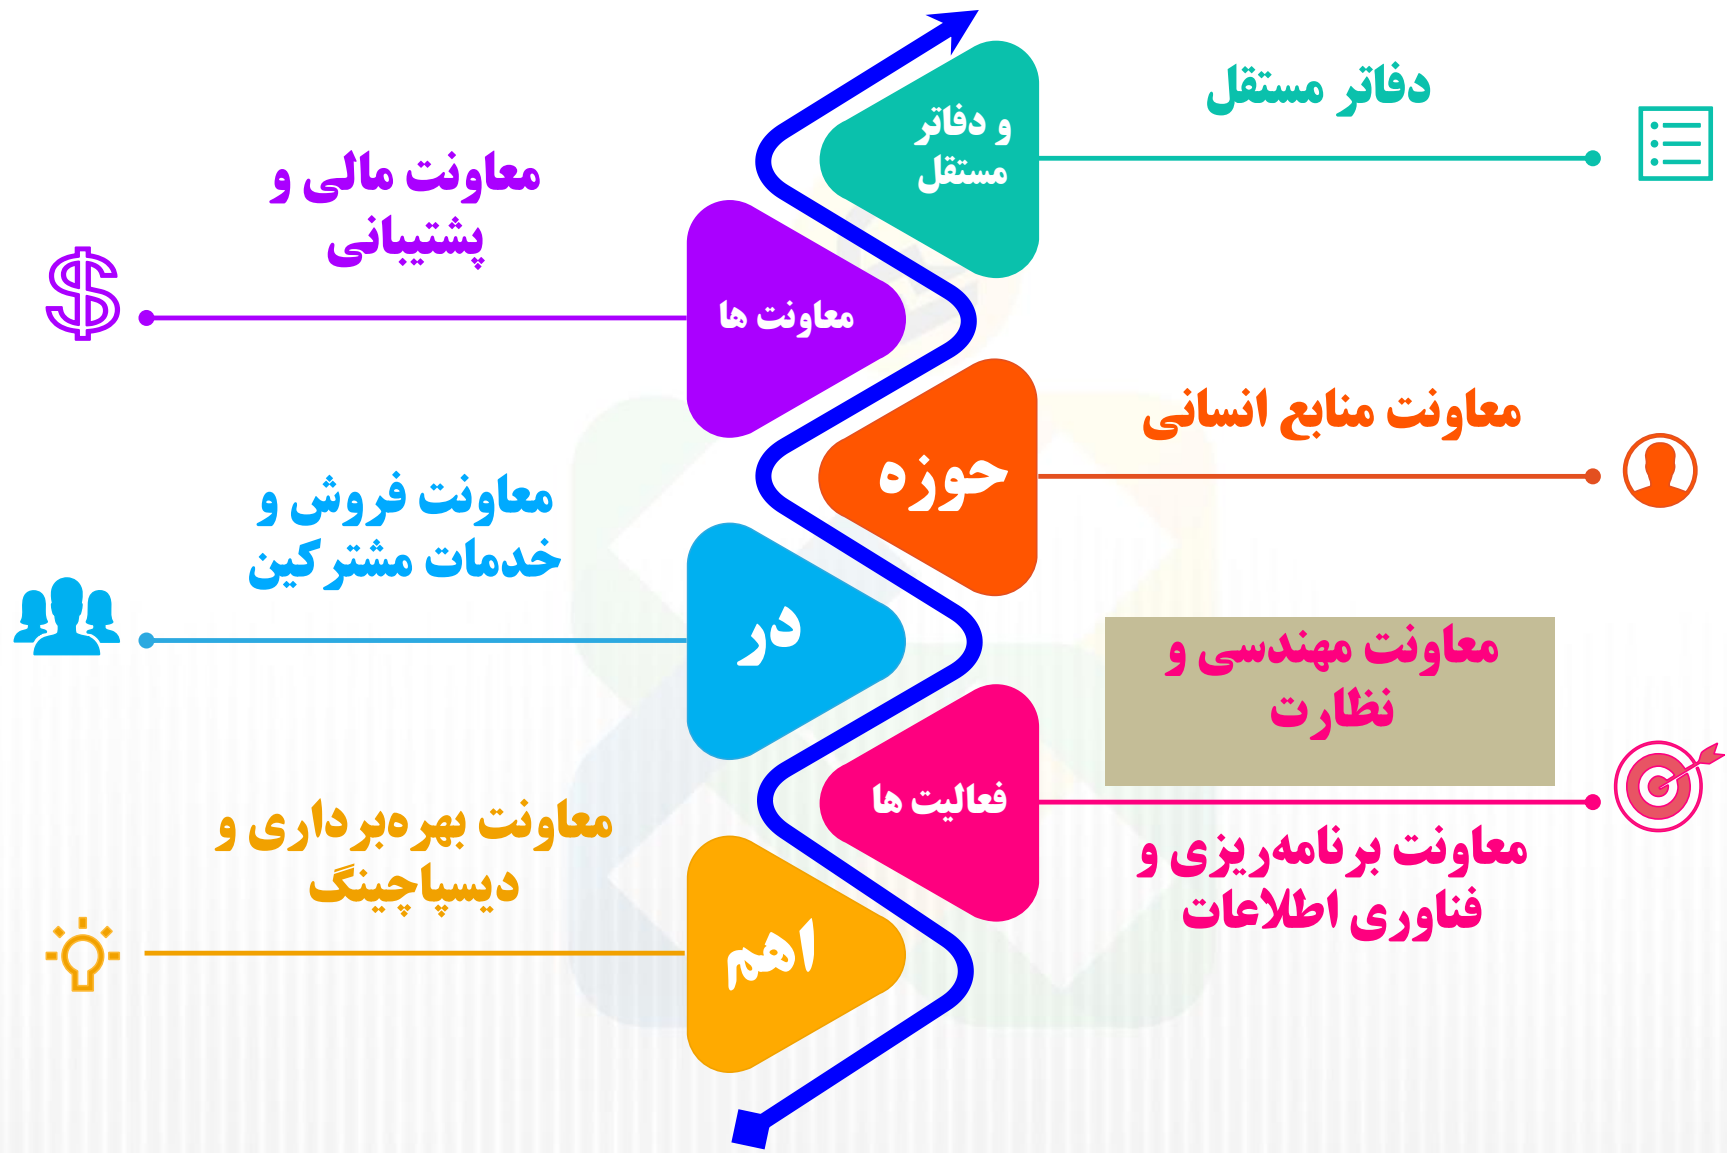 دفاتر مستقل
و دفاتر
مستقل
معاونت مالی و
پشتیبانی
معاونت ها
معاونت منابع انسانی
حوزه
معاونت فروش و
خدمات مشترکین
در
معاونت مهندسی و
نظارت
فعالیت ها
معاونت برنامه‌ریزی و
فناوری اطلاعات
معاونت بهره‌برداری و
دیسپاچینگ
اهم